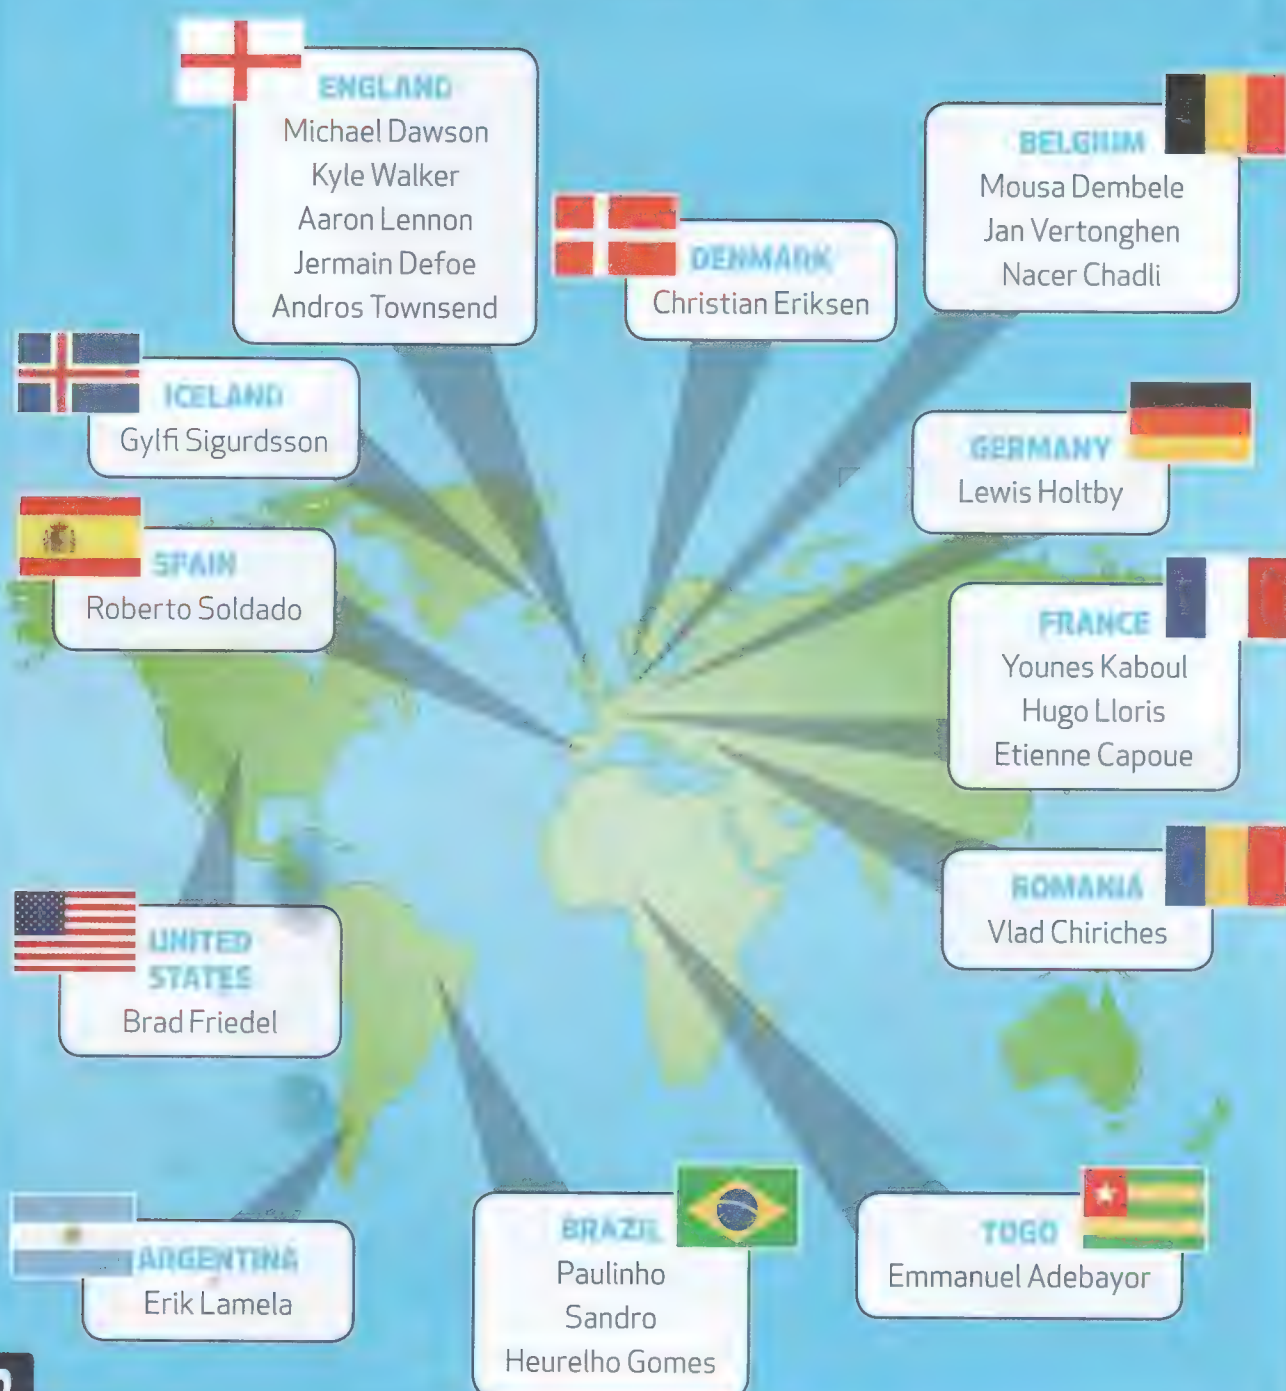 ENGLAND
Michael Dawson
Kyle Walker
Aaron Lennon
Jermain Defoe
Andros Townsend
BELGIUM
Mousa Dembele
Jan Vertonghen
Nacer Chadli
DENMARK
Christian Eriksen
ICELAND
Gylfi Sigurdsson
GERMANY
Lewis Holtby
SPAIN
Roberto Soldado
FRANCE
Younes Kaboul
Hugo Lloris
Etienne Capoue
ROMANIA
Vlad Chiriches
UNITED
STATES
Brad Friedel
ARGENTINA
Erik Lamela
BRAZIL
Paulinho
Sandro
Heurelho Gomes
TOGO
Emmanuel Adebayor